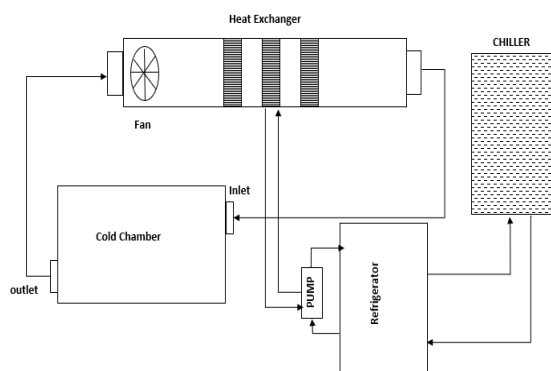 Heat Exchanger
CHILLER
Fan
Inlet
Cold Chamber
outlet
PUMP
Refrigerator